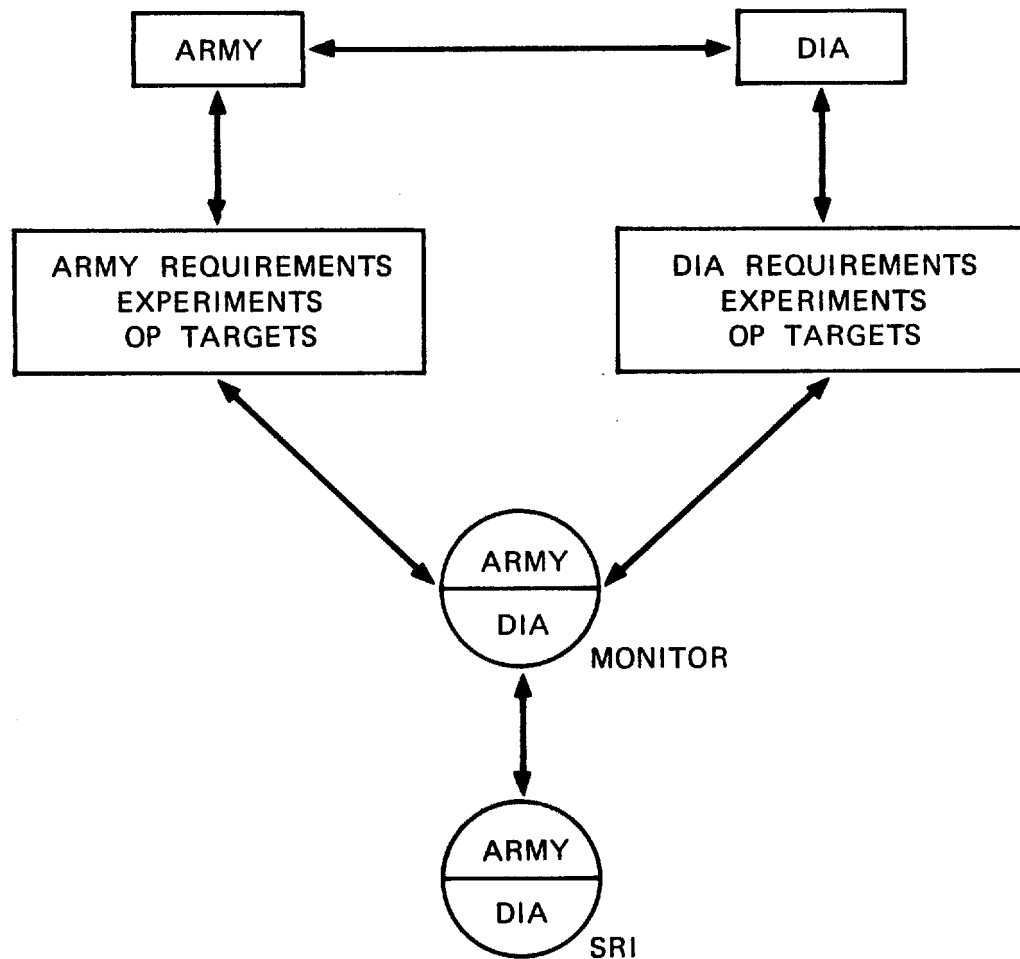 ARMY
DIA
ARMY REQUIREMENTS
EXPERIMENTS
OP TARGETS
DIA REQUIREMENTS
EXPERIMENTS
OP TARGETS
ARMY
DIA
MONITOR
ARMY
DIA
SRI